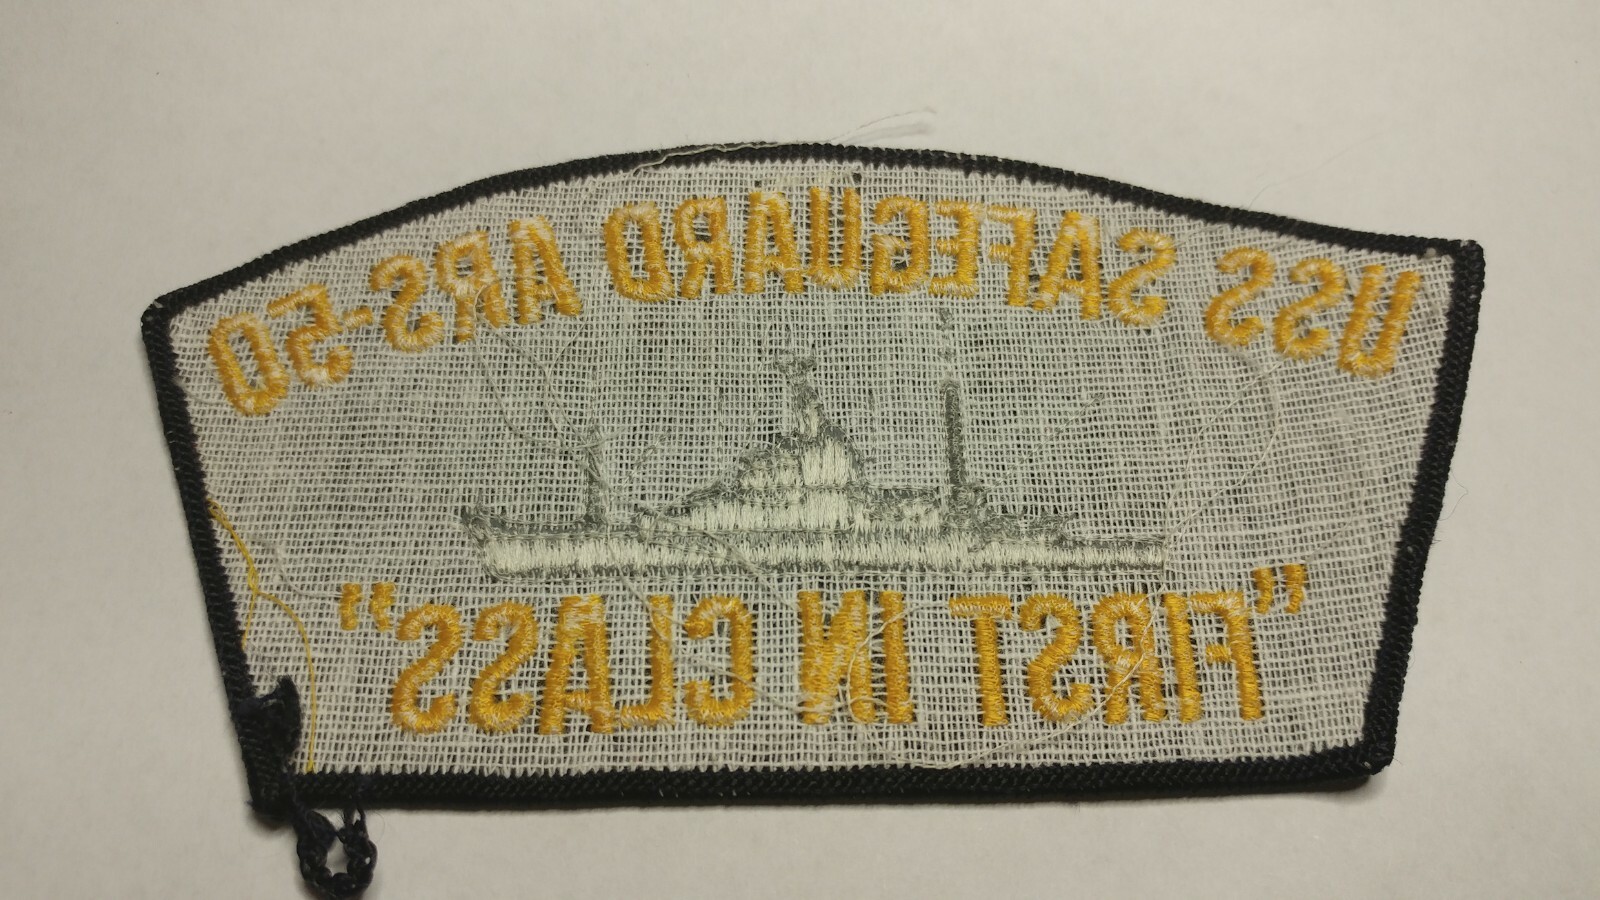 USS SAFEGUARD ARS-50
"FIRST IN CLASS"